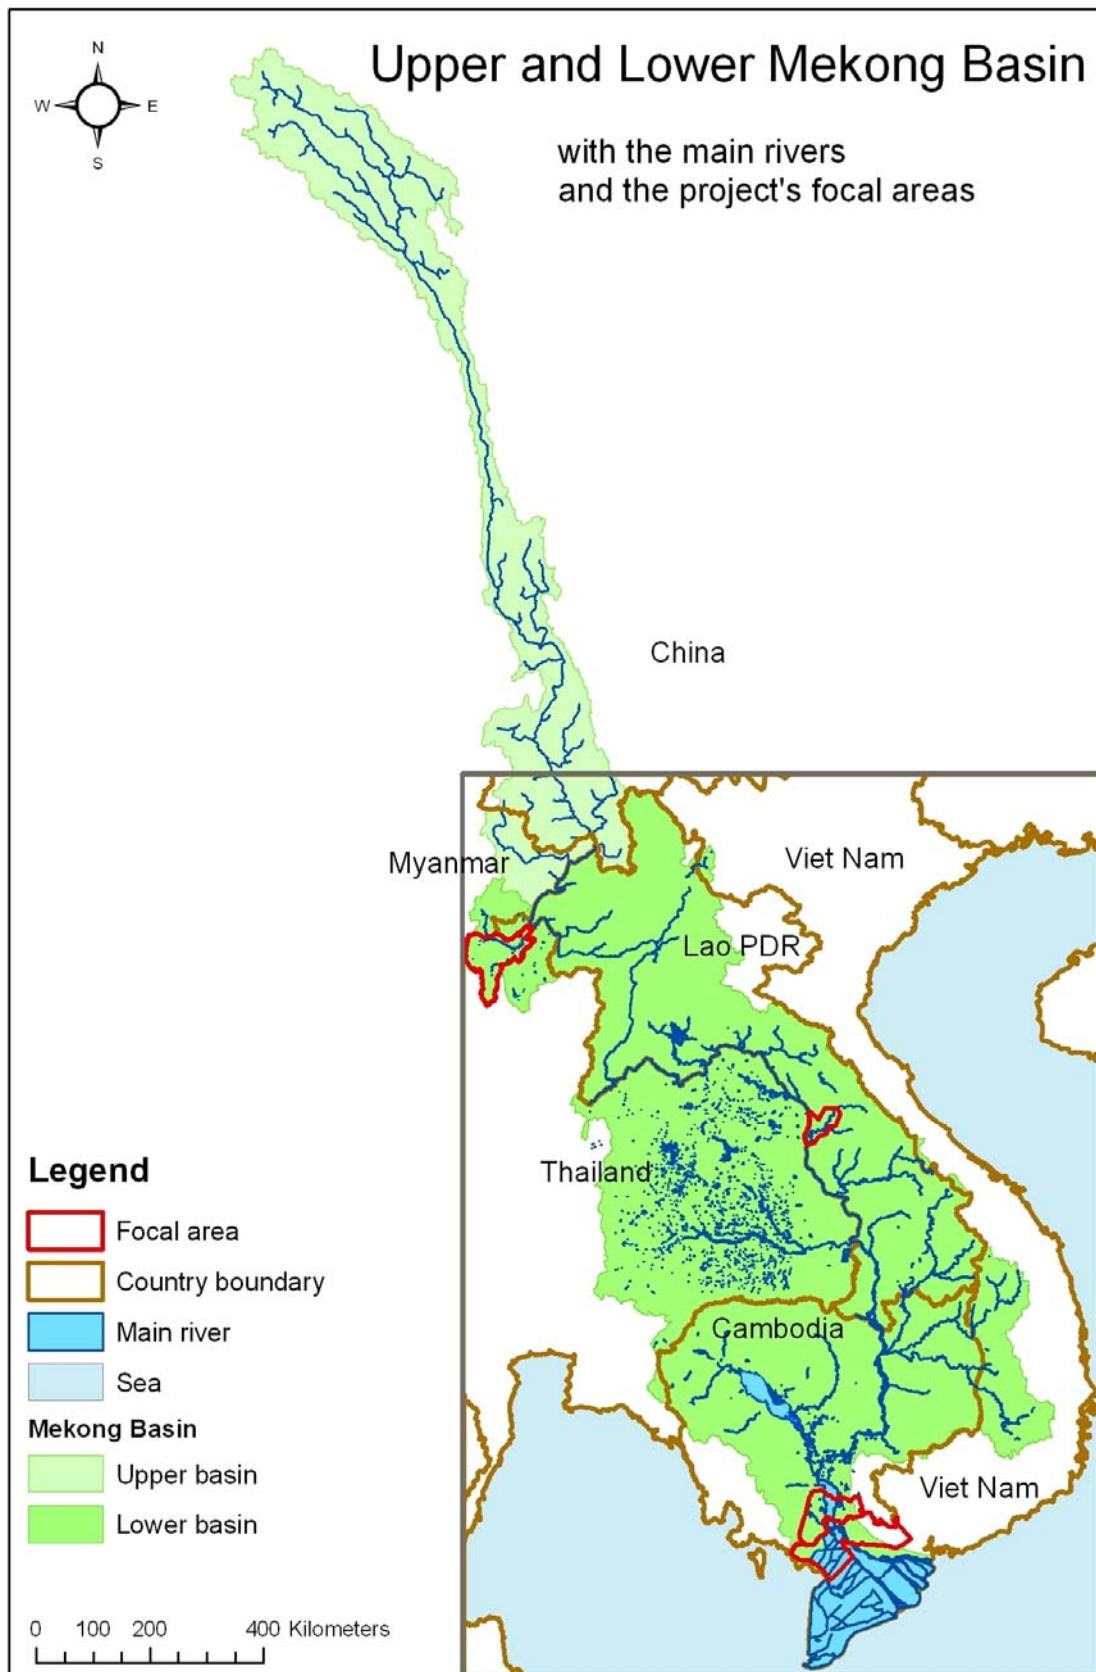 N
W E
S
Upper and Lower Mekong Basin
with the main rivers
and the project's focal areas
China
Myanmar
Viet Nam
Lao PDR
Thailand
Cambodia
Viet Nam
Legend
Focal area
Country boundary
Main river
Sea
Mekong Basin
Upper basin
Lower basin
0 100 200 400 Kilometers